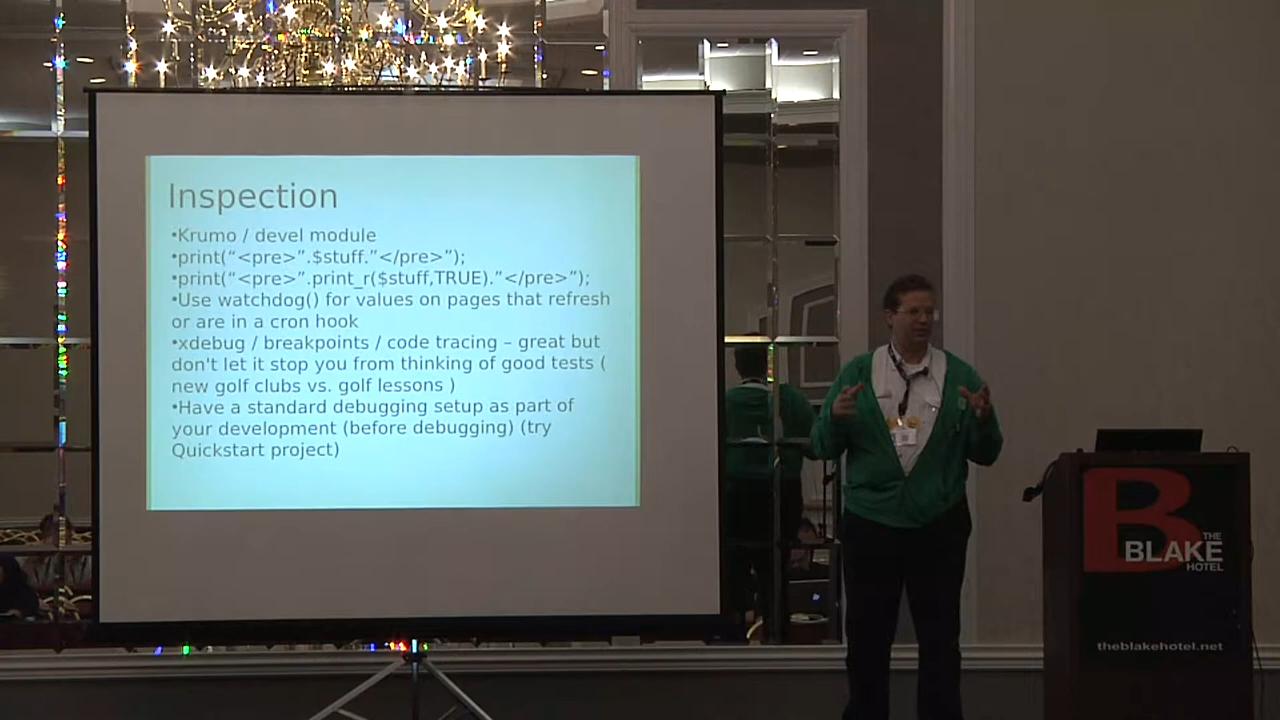 Inspection
•Krumo / devel module
•print(“<pre>”.$stuff.”</pre>”);
•print(“<pre>”.print_r($stuff,TRUE).”</pre>”);
•Use watchdog() for values on pages that refresh
or are in a cron hook
•xdebug / breakpoints / code tracing – great but
don't let it stop you from thinking of good tests (
new golf clubs vs. golf lessons )
•Have a standard debugging setup as part of
your development (before debugging) (try
Quickstart project)
B
THE
BLAKE
HOTEL
theblakehotel.net